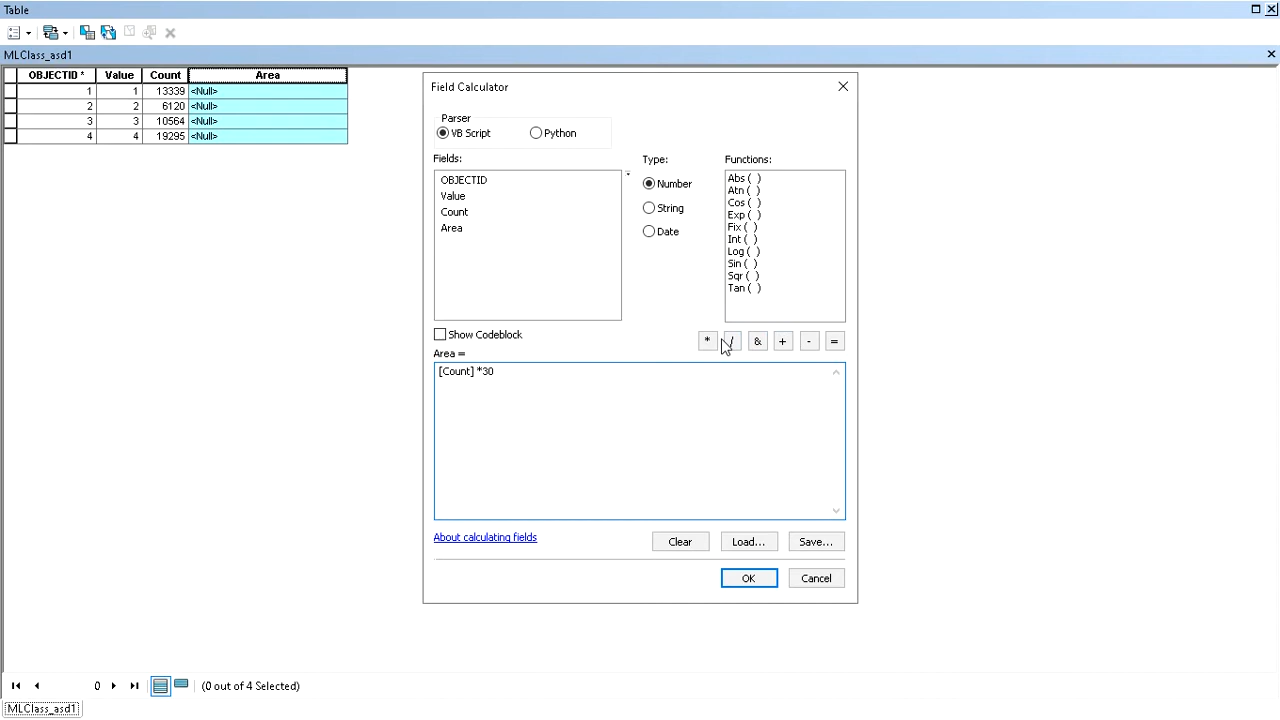 Table
MLClass_asd1
OBJECTID * Value Count Area
1 1 13339 <Null>
2 2 6120 <Null>
3 3 10564 <Null>
4 4 19295 <Null>
Field Calculator
Parser
VB Script Python
Fields: Type: Functions:
OBJECTID
Value
Count
Area
Number
String
Date
Abs ( )
Atn ( )
Cos ( )
Exp ( )
Fix ( )
Int ( )
Log ( )
Sin ( )
Sqr ( )
Tan ( )
Show Codeblock
* / & + - =
Area =
[Count] *30
About calculating fields
Clear Load... Save...
OK Cancel
0 (0 out of 4 Selected)
MLClass_asd1